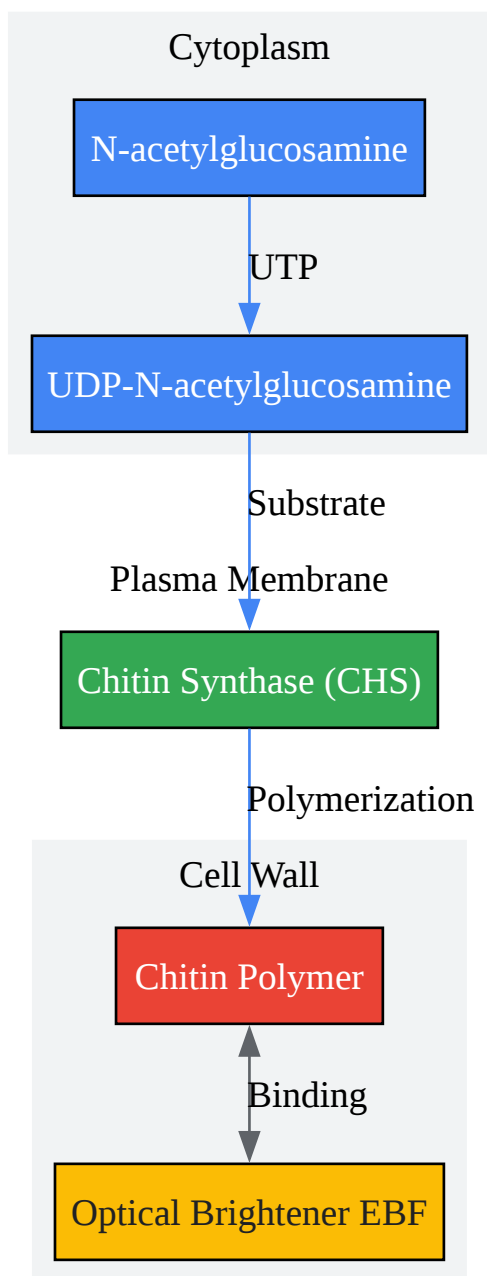 Cytoplasm
N-acetylglucosamine
UTP
UDP-N-acetylglucosamine
Substrate
Plasma Membrane
Chitin Synthase (CHS)
Polymerization
Cell Wall
Chitin Polymer
Binding
Optical Brightener EBF